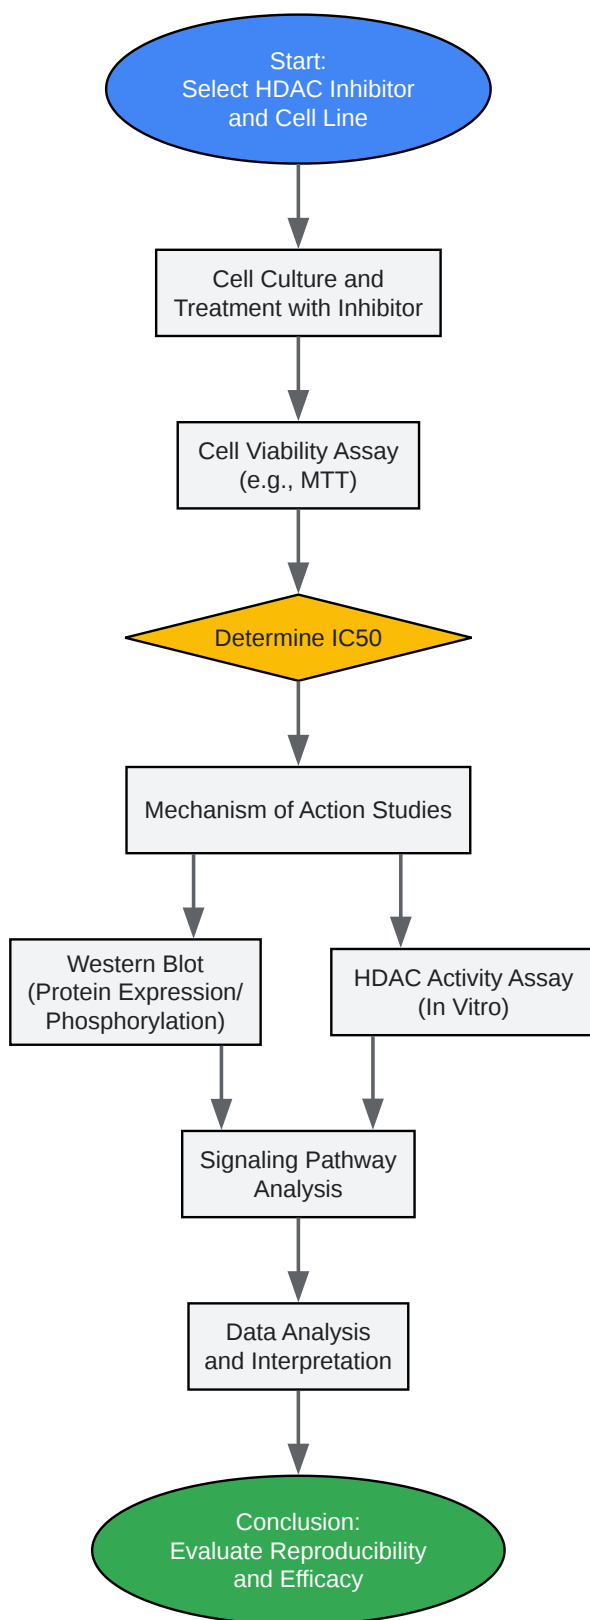 Start:
Select HDAC Inhibitor
and Cell Line
Cell Culture and
Treatment with Inhibitor
Cell Viability Assay
(e.g., MTT)
Determine IC50
Mechanism of Action Studies
Western Blot
(Protein Expression/
Phosphorylation)
HDAC Activity Assay
(In Vitro)
Signaling Pathway
Analysis
Data Analysis
and Interpretation
Conclusion:
Evaluate Reproducibility
and Efficacy